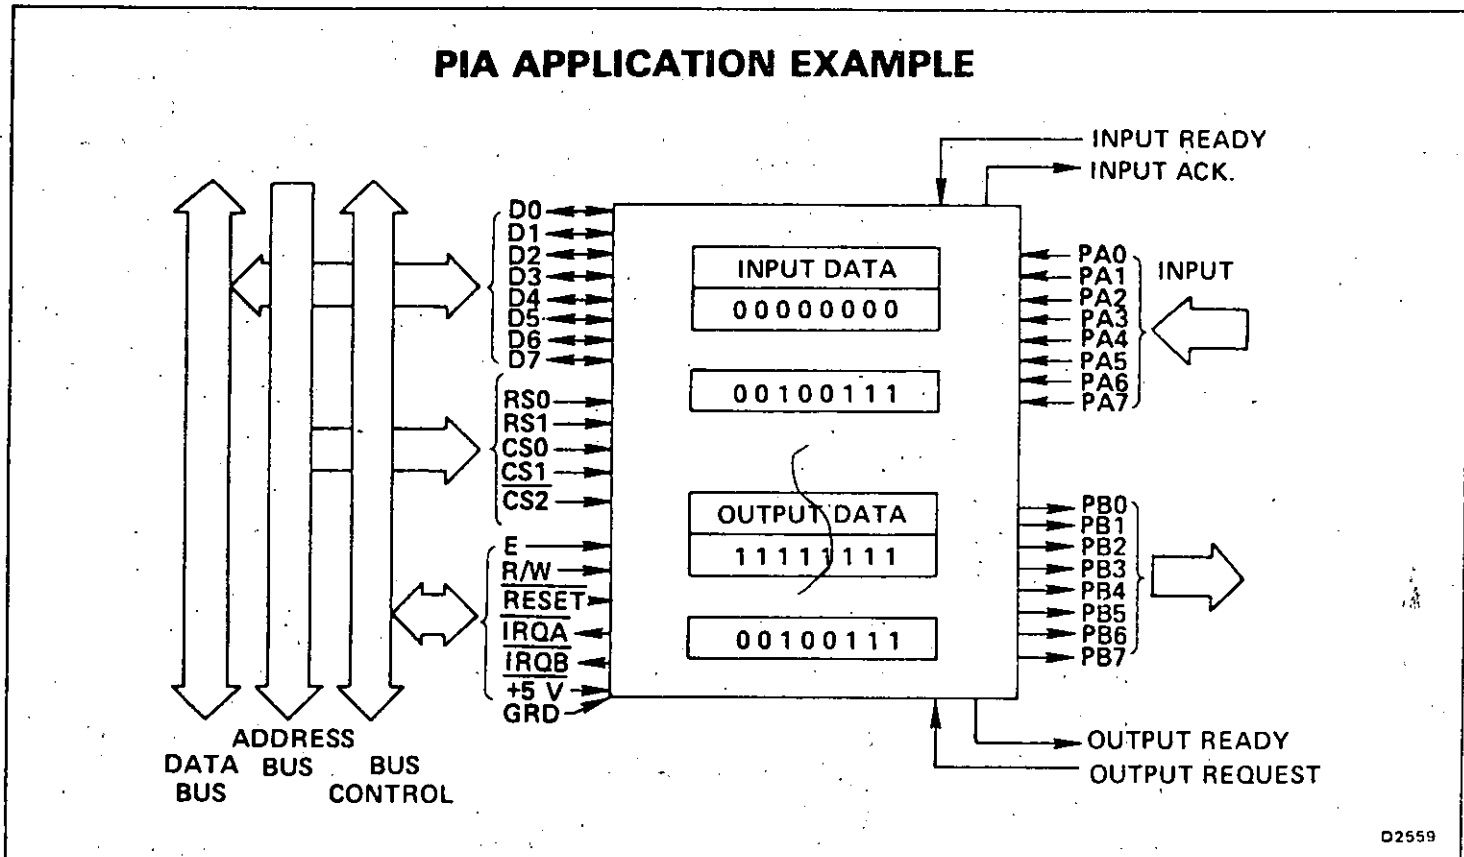 PIA APPLICATION EXAMPLE
INPUT READY
INPUT ACK.
D0
D1
D2
D3
D4
D5
D6
D7
RS0
RS1
CS0
CS1
CS2
E
R/W
RESET
IRQA
IRQB
+5 V
GRD
INPUT DATA
00000000
00100111
OUTPUT DATA
11111111
00100111
PA0
PA1
PA2
PA3
PA4
PA5
PA6
PA7
INPUT
PB0
PB1
PB2
PB3
PB4
PB5
PB6
PB7
OUTPUT READY
OUTPUT REQUEST
DATA
BUS
ADDRESS
BUS
BUS
CONTROL
D2559